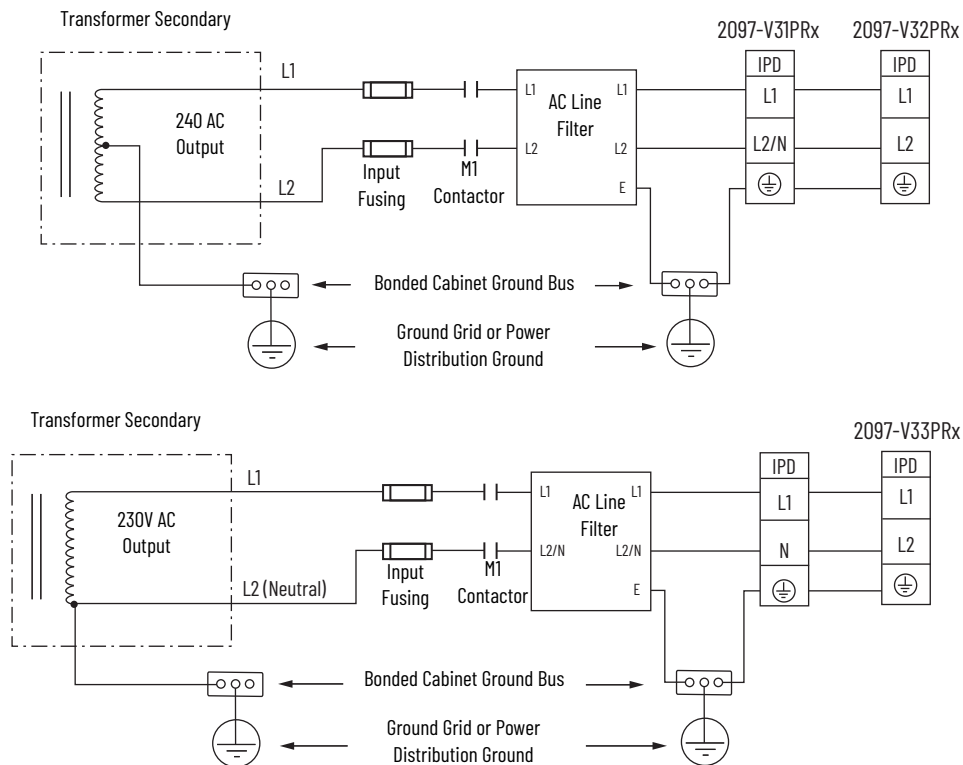 Transformer Secondary
2097-V31PRx
2097-V32PRx
L1
IPD
IPD
L1
L1
AC Line
Filter
L1
L1
240 AC
Output
L2
L2
L2/N
L2
L2
Input
Fusing
M1
Contactor
E
Bonded Cabinet Ground Bus
Ground Grid or Power
Distribution Ground
Transformer Secondary
2097-V33PRx
L1
IPD
IPD
L1
L1
AC Line
Filter
L1
L1
230V AC
Output
L2/N
L2/N
N
L2
L2 (Neutral)
Input
Fusing
M1
Contactor
E
Bonded Cabinet Ground Bus
Ground Grid or Power
Distribution Ground